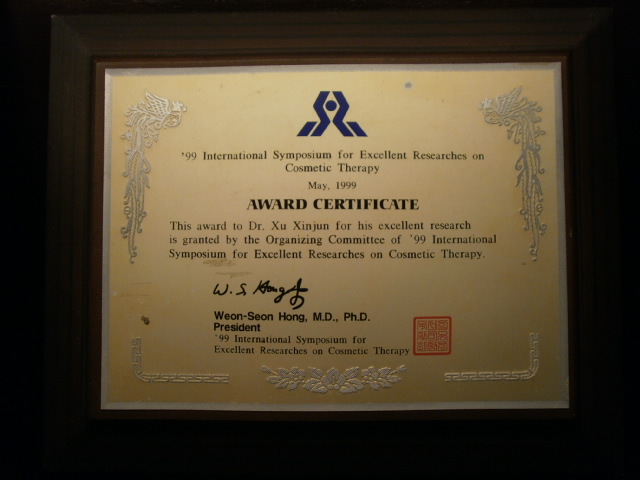 '99 International Symposium for Excellent Researches on
Cosmetic Therapy
May, 1999
AWARD CERTIFICATE
This award to Dr. Xu Xinjun for his excellent research
is granted by the Organizing Committee of '99 International
Symposium for Excellent Researches on Cosmetic Therapy.
W. S. Hong
Weon-Seon Hong, M.D., Ph.D.
President
'99 International Symposium for
Excellent Researches on Cosmetic Therapy